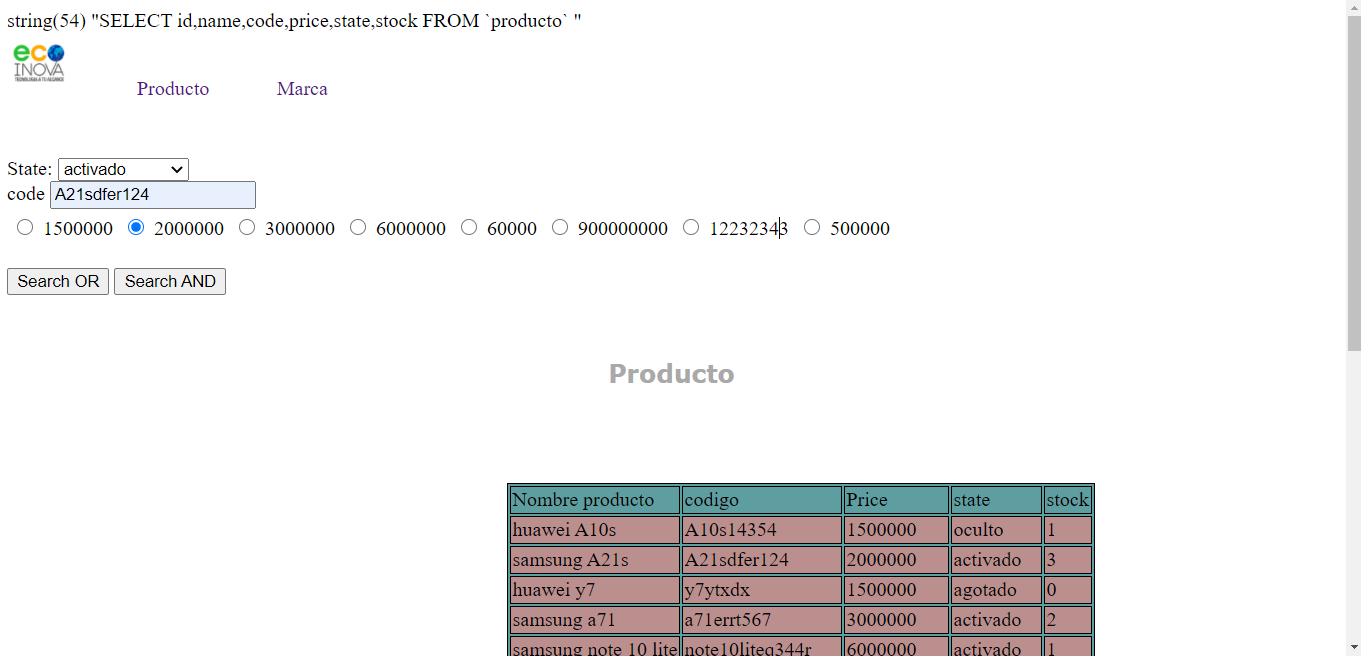 string(54) "SELECT id,name,code,price,state,stock FROM `producto` "
eco
INOVA
TECNOLOGIA A TU ALCANCE
Producto Marca
State: activado
code A21sdfer124
1500000 2000000 3000000 6000000 60000 900000000 12232343 500000
Search OR Search AND
Producto
Nombre producto codigo Price state stock
huawei A10s A10s14354 1500000 oculto 1
samsung A21s A21sdfer124 2000000 activado 3
huawei y7 y7ytxdx 1500000 agotado 0
samsung a71 a71errt567 3000000 activado 2
samsung note 10 lite note10liteq344r 6000000 activado 1